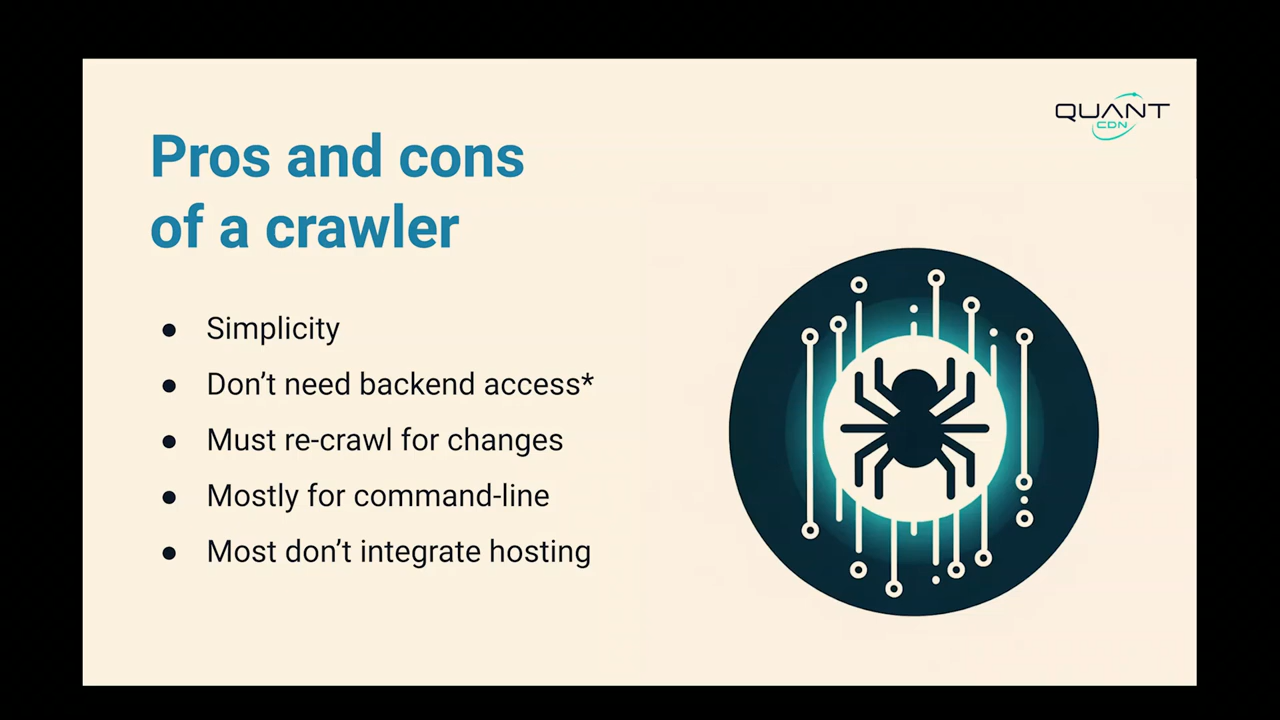 QUANT
CDN
Pros and cons
of a crawler
● Simplicity
● Don’t need backend access*
● Must re-crawl for changes
● Mostly for command-line
● Most don’t integrate hosting